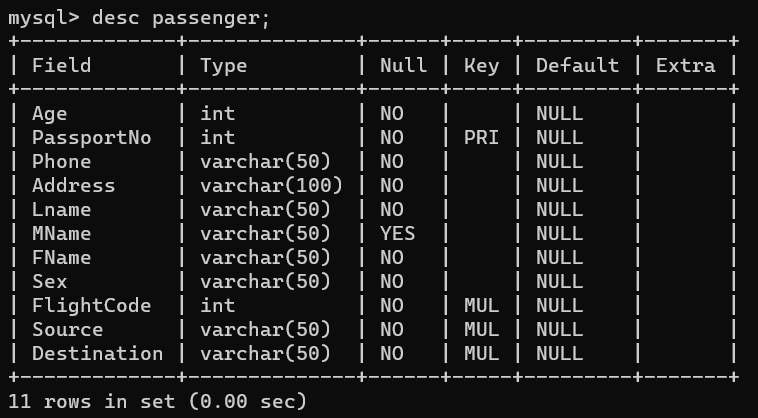 mysql> desc passenger;
+-------------+--------------+------+-----+---------+-------+
| Field       | Type         | Null | Key | Default | Extra |
+-------------+--------------+------+-----+---------+-------+
| Age         | int          | NO   |     | NULL    |       |
| PassportNo  | int          | NO   | PRI | NULL    |       |
| Phone       | varchar(50)  | NO   |     | NULL    |       |
| Address     | varchar(100) | NO   |     | NULL    |       |
| Lname       | varchar(50)  | NO   |     | NULL    |       |
| MName       | varchar(50)  | YES  |     | NULL    |       |
| FName       | varchar(50)  | NO   |     | NULL    |       |
| Sex         | varchar(50)  | NO   |     | NULL    |       |
| FlightCode  | int          | NO   | MUL | NULL    |       |
| Source      | varchar(50)  | NO   | MUL | NULL    |       |
| Destination | varchar(50)  | NO   | MUL | NULL    |       |
+-------------+--------------+------+-----+---------+-------+
11 rows in set (0.00 sec)